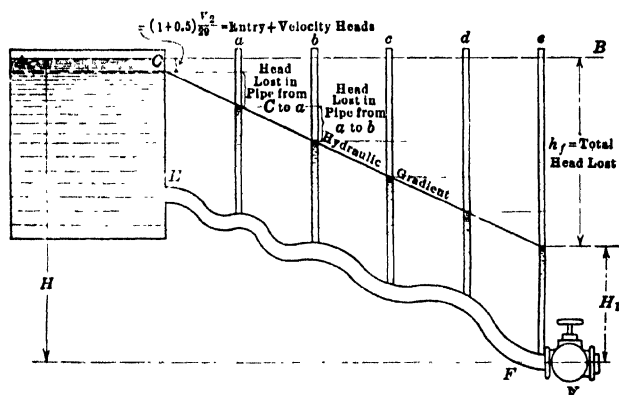 = (1+0.5) V²/2g = Entry + Velocity Heads
a
b
c
d
e
B
C
Head
Lost in
Pipe from
C to a
Head
Lost in
Pipe from
a to b
Hydraulic Gradient
h_f = Total
Head Lost
E
H
H₁
F